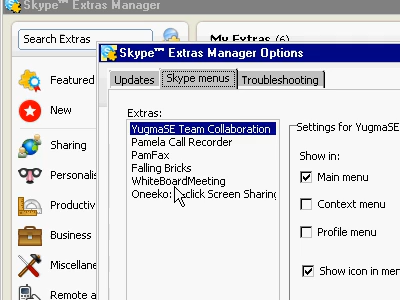 Skype™ Extras Manager
Search Extras
My Extras (6)
Skype™ Extras Manager Options
Featured
New
Sharing
Personalis
Productiv
Business
Miscellane
Remote a
Updates
Skype menus
Troubleshooting
Extras:
YugmaSE Team Collaboration
Pamela Call Recorder
PamFax
Falling Bricks
WhiteBoardMeeting
Oneeko: -click Screen Sharing
Settings for YugmaSE
Show in:
Main menu
Context menu
Profile menu
Show icon in men